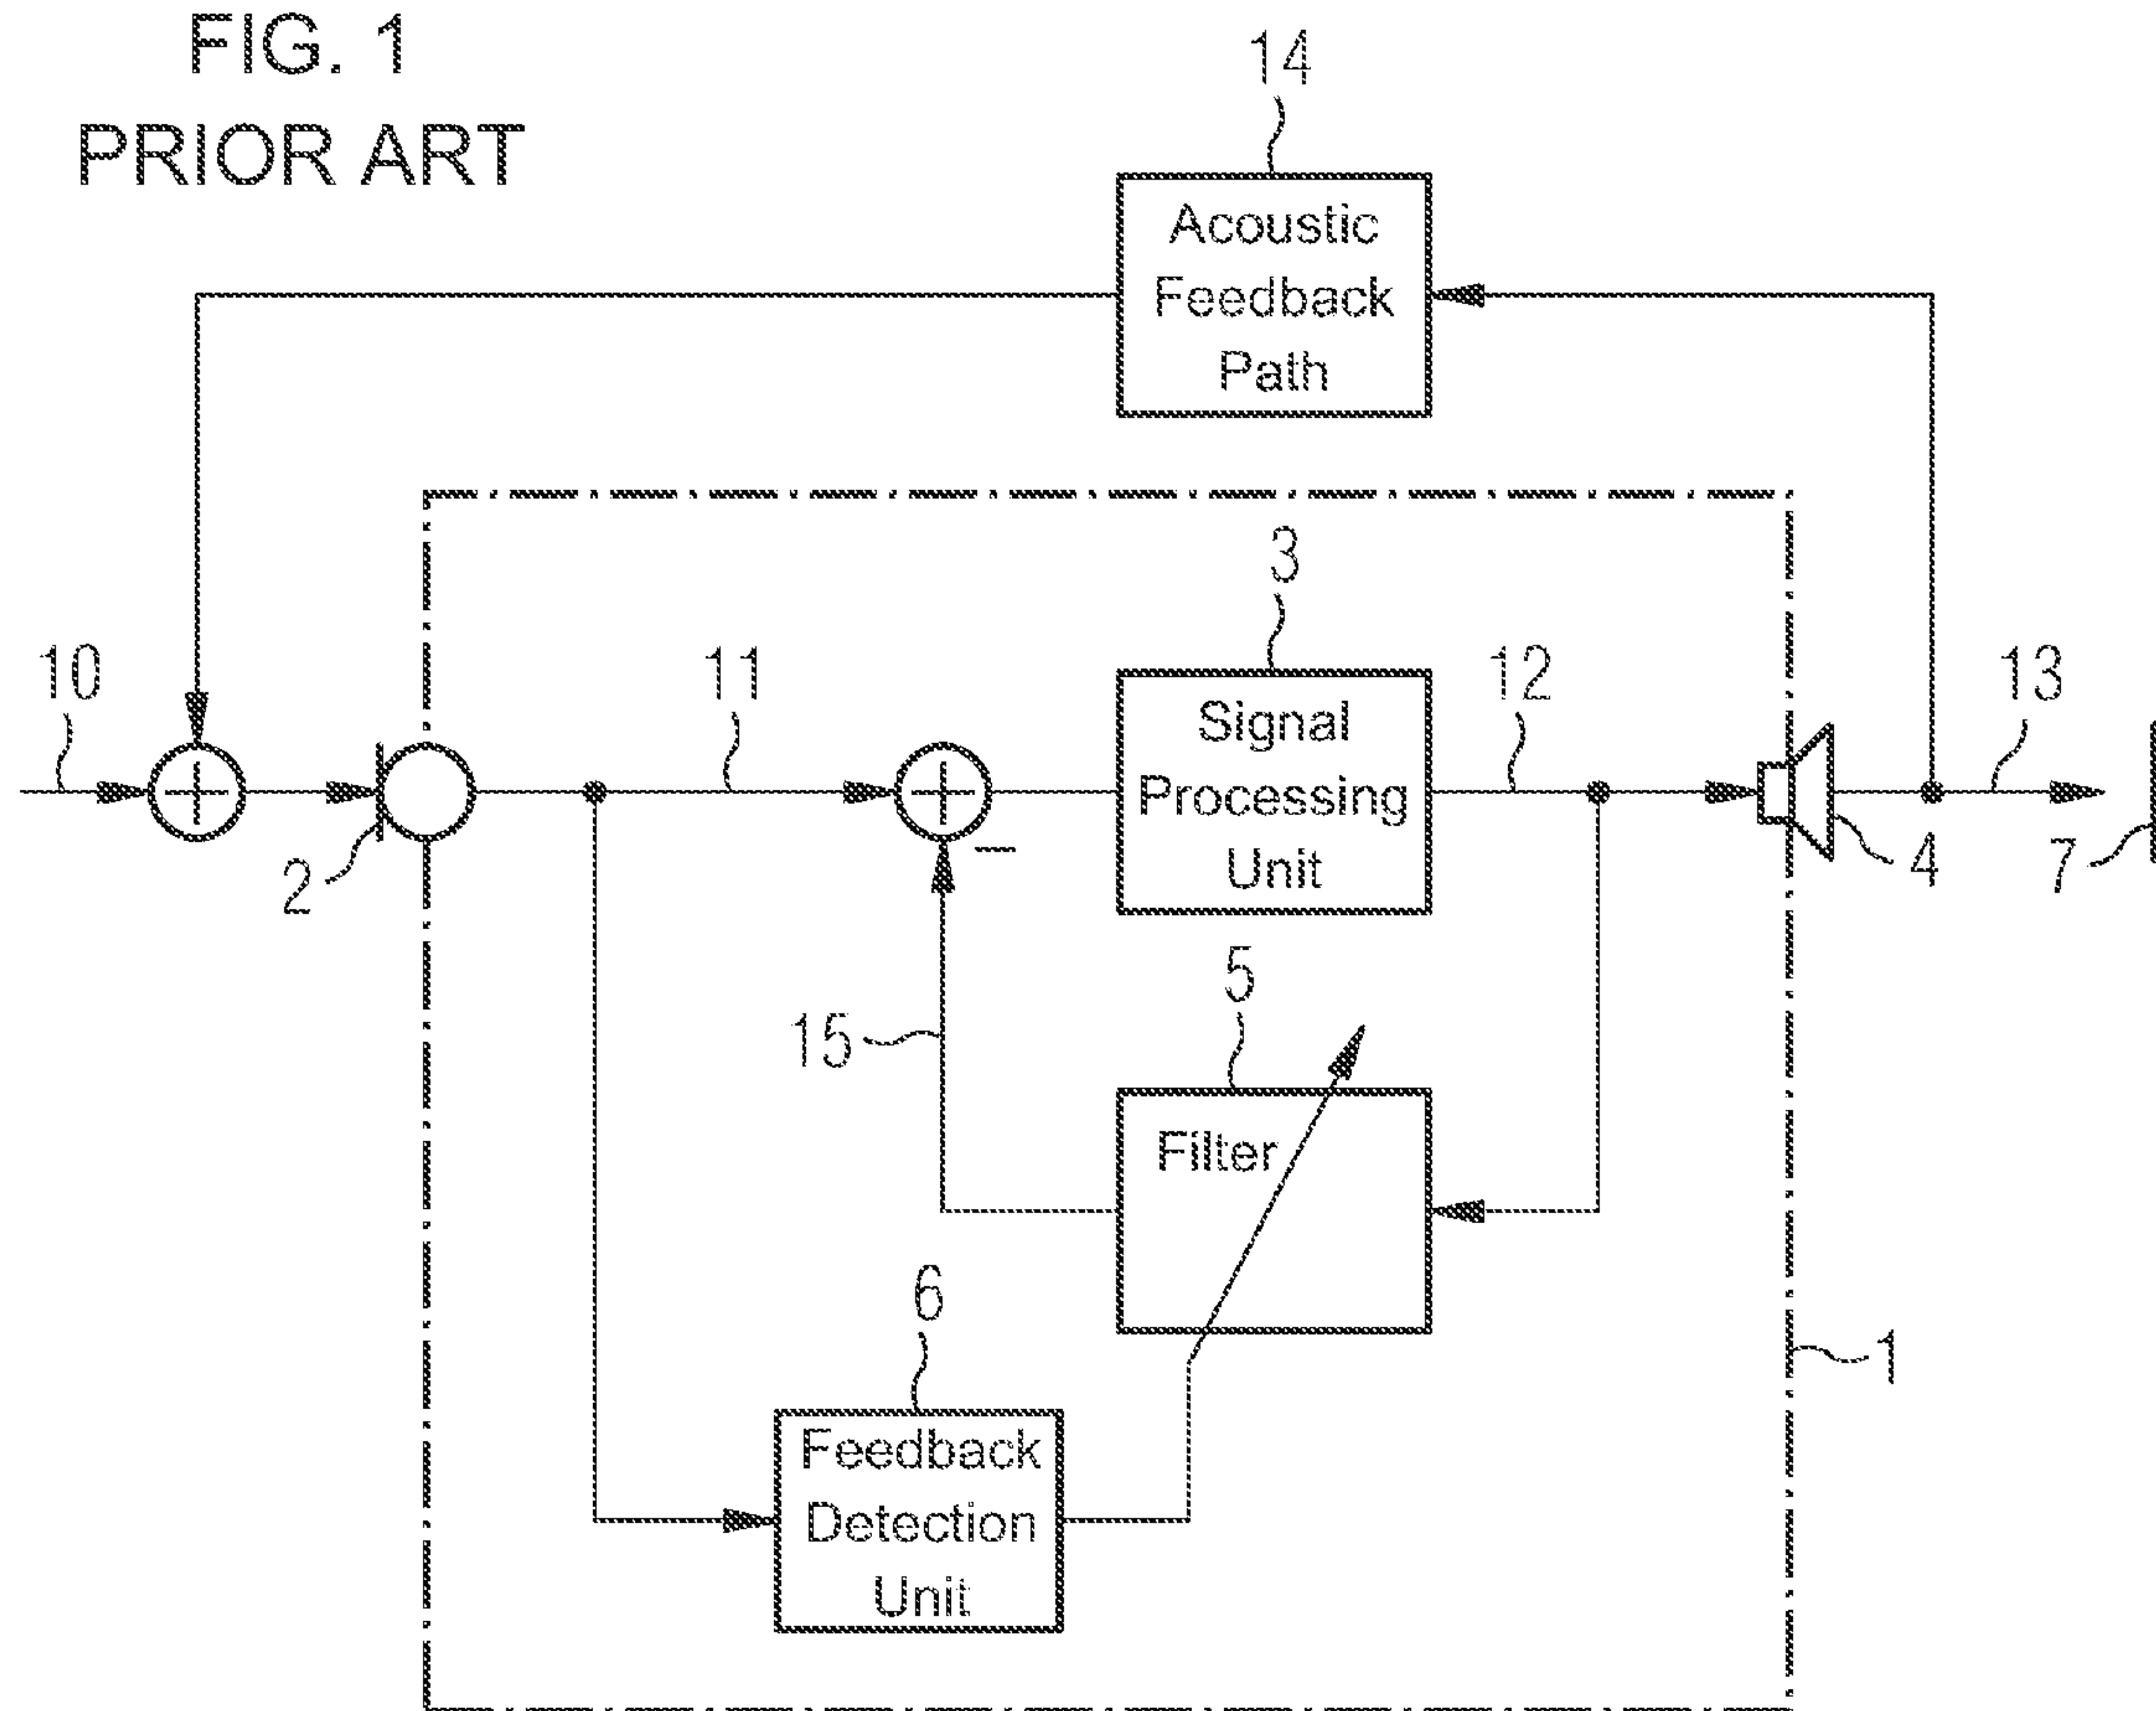 FIG. 1
PRIOR ART
14
Acoustic
Feedback
Path
3
10
11
Signal
Processing
Unit
12
13
2
4
7
15
5
Filter
6
1
Feedback
Detection
Unit